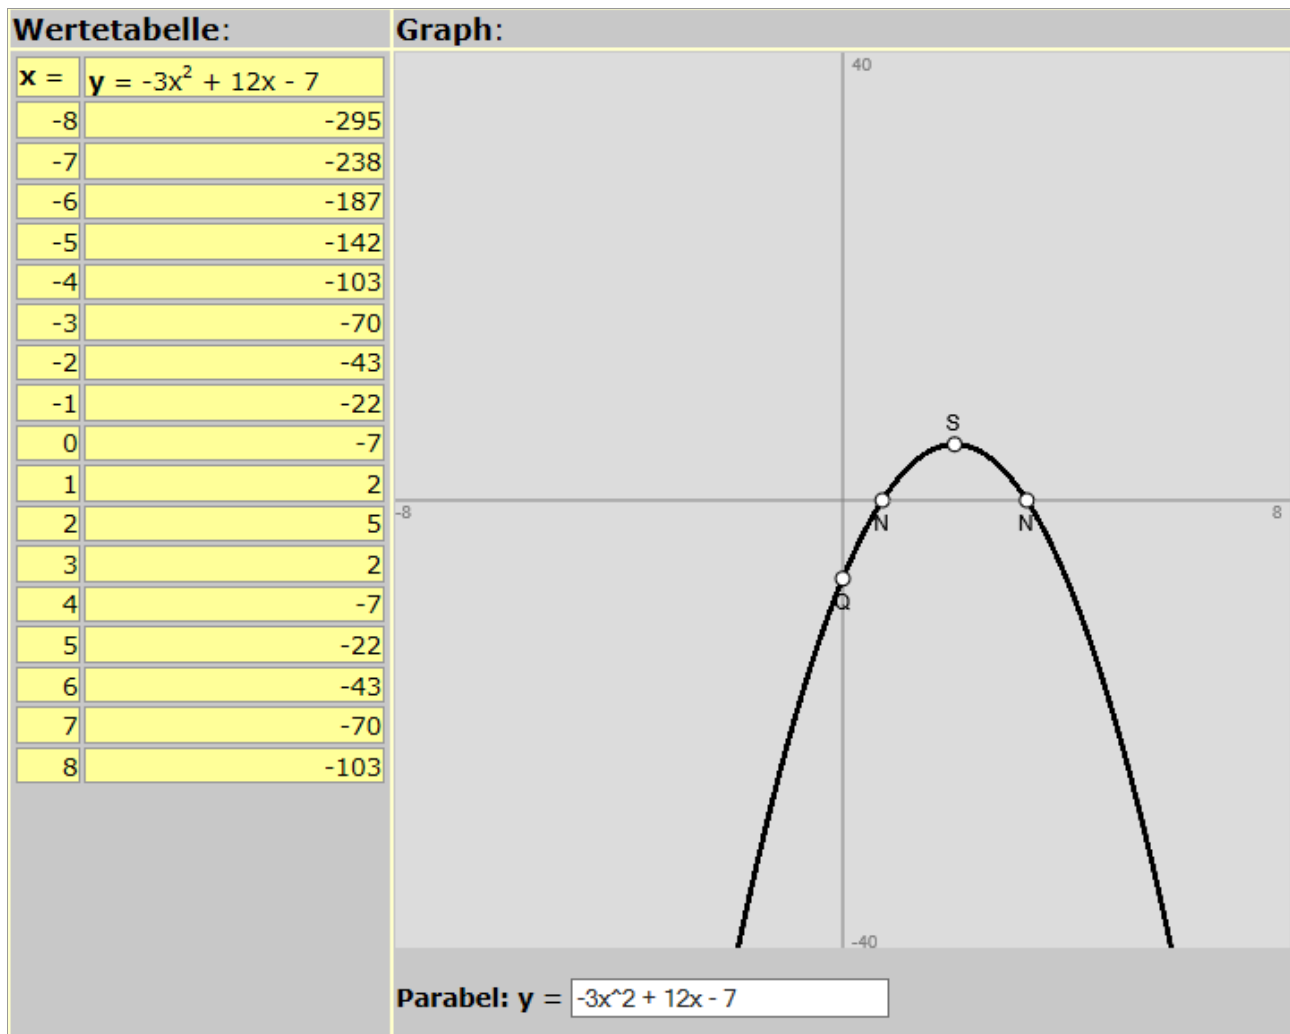 Wertetabelle:
x = y = -3x² + 12x - 7
-8 -295
-7 -238
-6 -187
-5 -142
-4 -103
-3 -70
-2 -43
-1 -22
0 -7
1 2
2 5
3 2
4 -7
5 -22
6 -43
7 -70
8 -103
Graph:
40
S
-8
8
N
N
Q
-40
Parabel: y = -3x^2 + 12x - 7